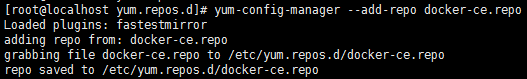 [root@localhost yum.repos.d]# yum-config-manager --add-repo docker-ce.repo
Loaded plugins: fastestmirror
adding repo from: docker-ce.repo
grabbing file docker-ce.repo to /etc/yum.repos.d/docker-ce.repo
repo saved to /etc/yum.repos.d/docker-ce.repo